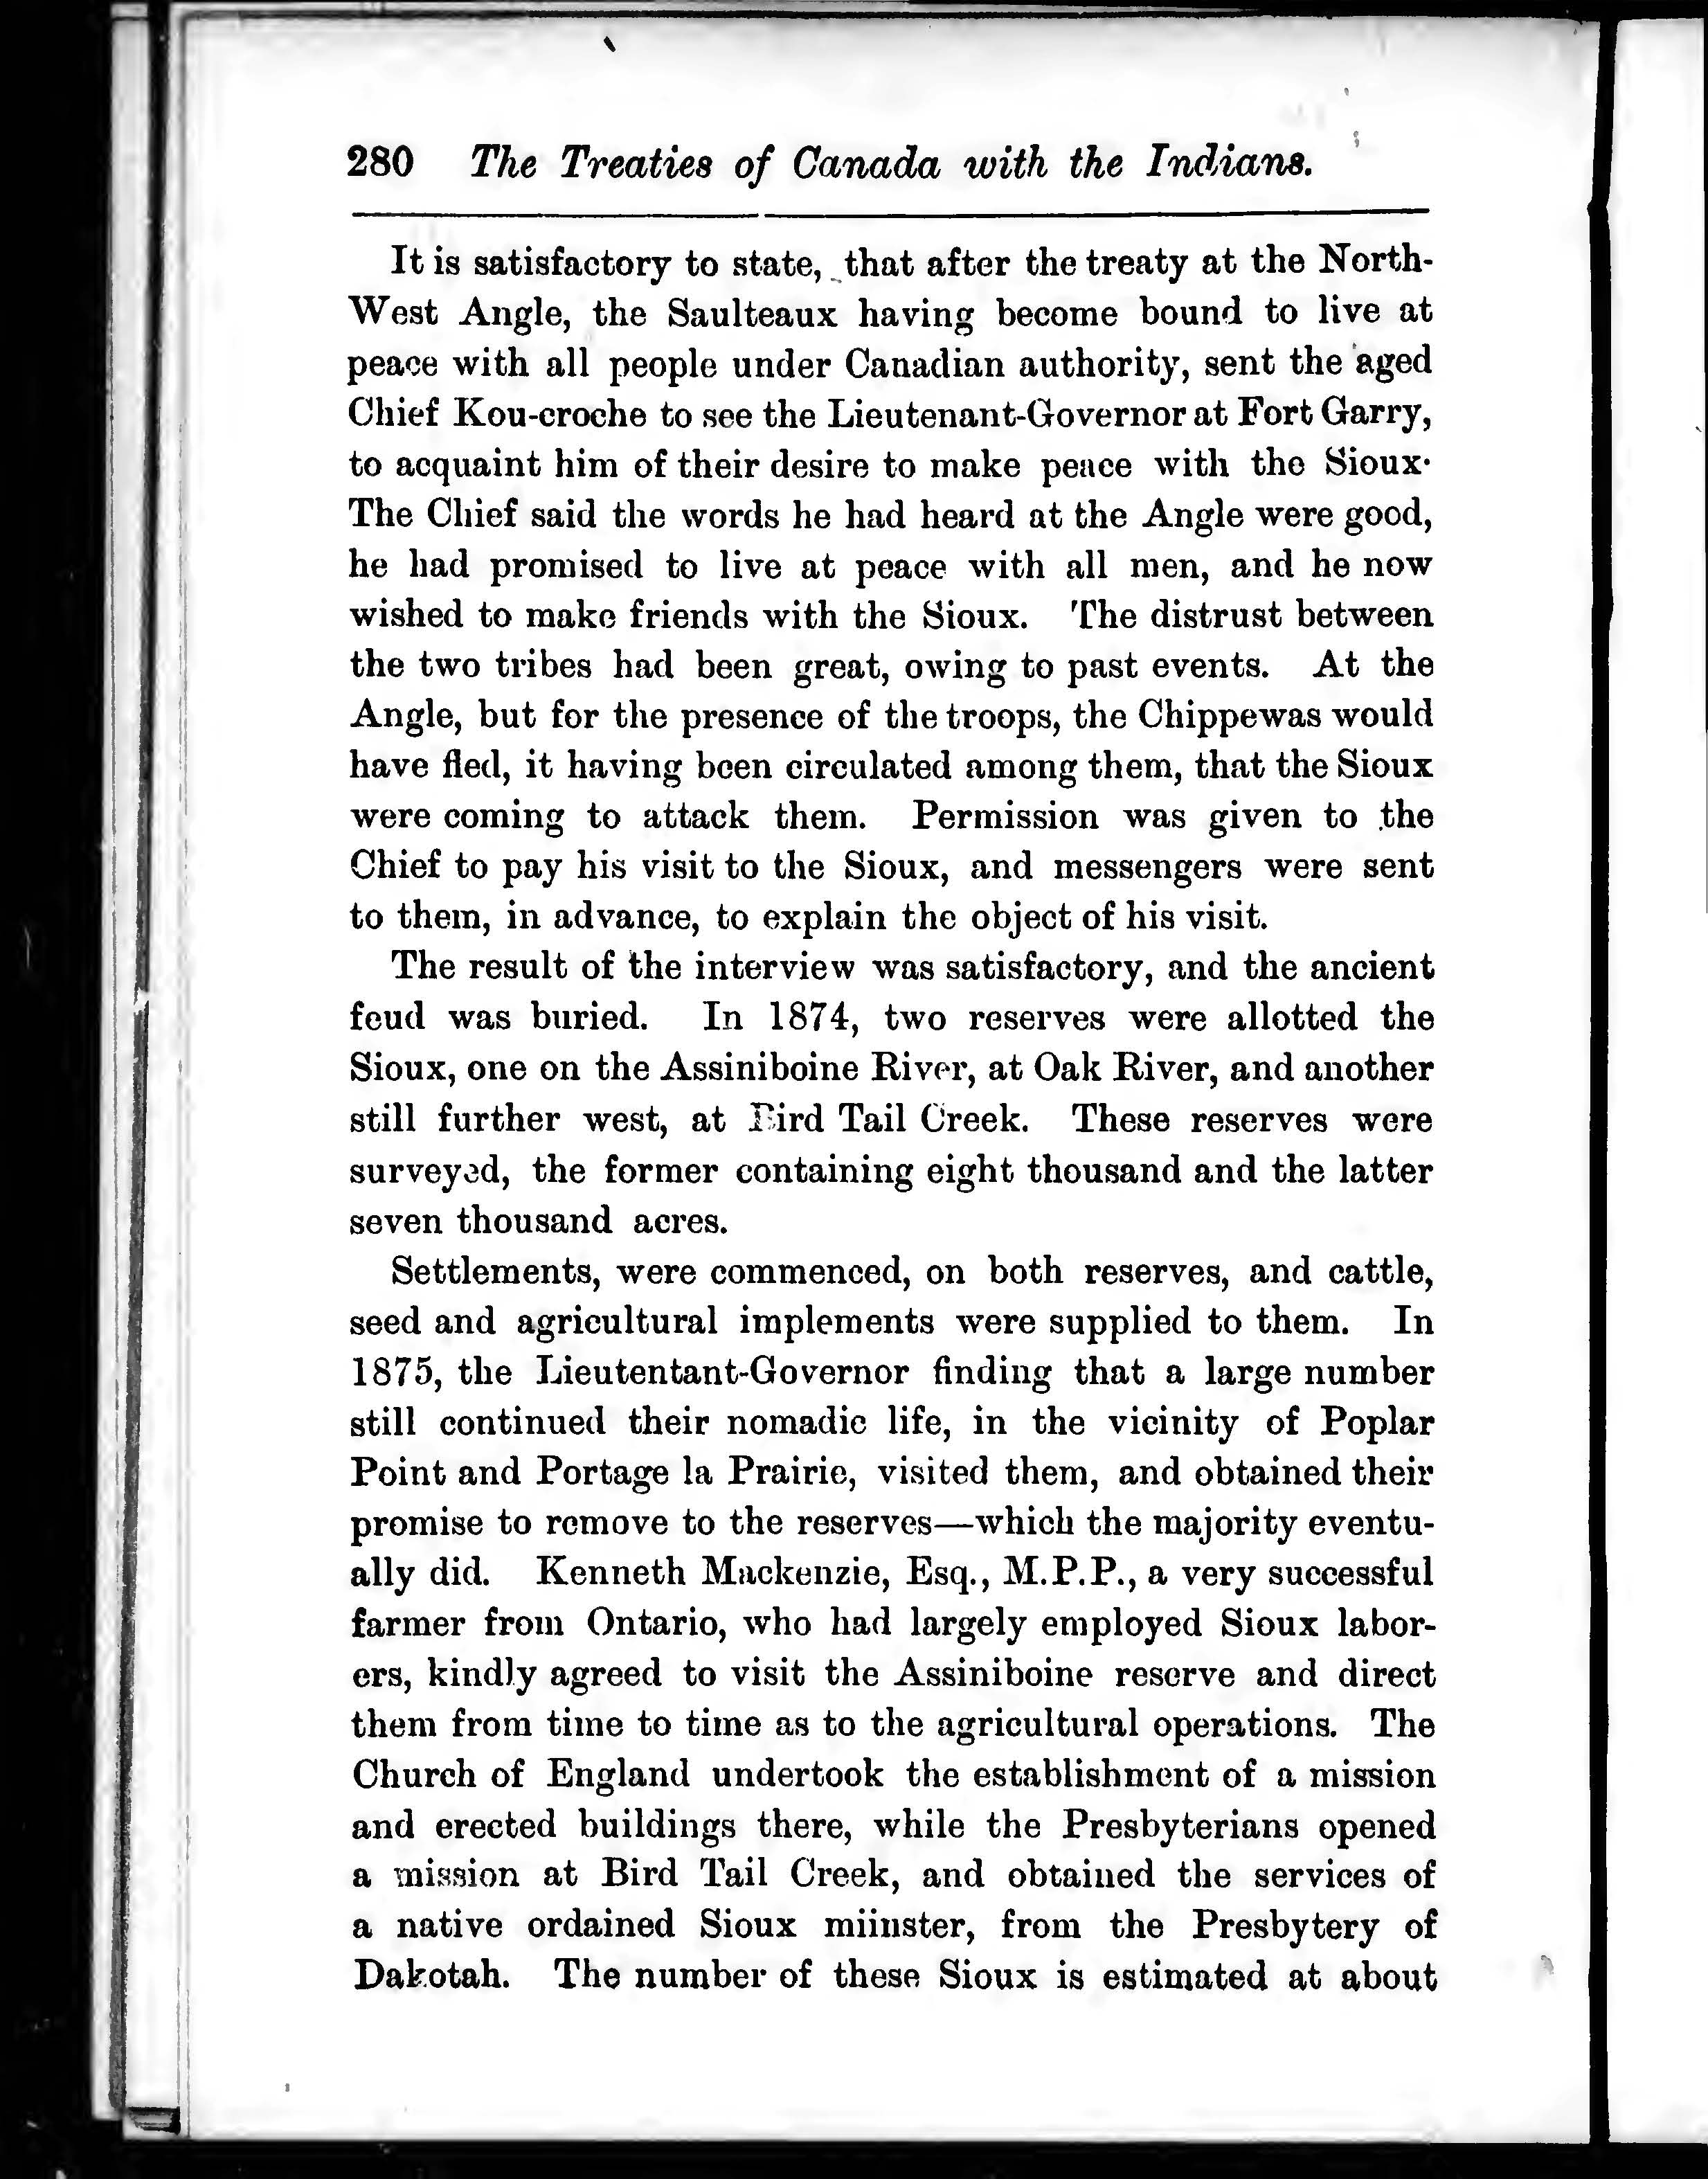 280 The Treaties of Canada with the Indians.
It is satisfactory to state, that after the treaty at the North-
West Angle, the Saulteaux having become bound to live at
peace with all people under Canadian authority, sent the aged
Chief Kou-croche to see the Lieutenant-Governor at Fort Garry,
to acquaint him of their desire to make peace with the Sioux·
The Chief said the words he had heard at the Angle were good,
he had promised to live at peace with all men, and he now
wished to make friends with the Sioux. The distrust between
the two tribes had been great, owing to past events. At the
Angle, but for the presence of the troops, the Chippewas would
have fled, it having been circulated among them, that the Sioux
were coming to attack them. Permission was given to the
Chief to pay his visit to the Sioux, and messengers were sent
to them, in advance, to explain the object of his visit.
The result of the interview was satisfactory, and the ancient
feud was buried. In 1874, two reserves were allotted the
Sioux, one on the Assiniboine River, at Oak River, and another
still further west, at Bird Tail Creek. These reserves were
surveyed, the former containing eight thousand and the latter
seven thousand acres.
Settlements, were commenced, on both reserves, and cattle,
seed and agricultural implements were supplied to them. In
1875, the Lieutentant-Governor finding that a large number
still continued their nomadic life, in the vicinity of Poplar
Point and Portage la Prairie, visited them, and obtained their
promise to remove to the reserves—which the majority eventu-
ally did. Kenneth Mackenzie, Esq., M.P.P., a very successful
farmer from Ontario, who had largely employed Sioux labor-
ers, kindly agreed to visit the Assiniboine reserve and direct
them from time to time as to the agricultural operations. The
Church of England undertook the establishment of a mission
and erected buildings there, while the Presbyterians opened
a mission at Bird Tail Creek, and obtained the services of
a native ordained Sioux miinster, from the Presbytery of
Dakotah. The number of these Sioux is estimated at about